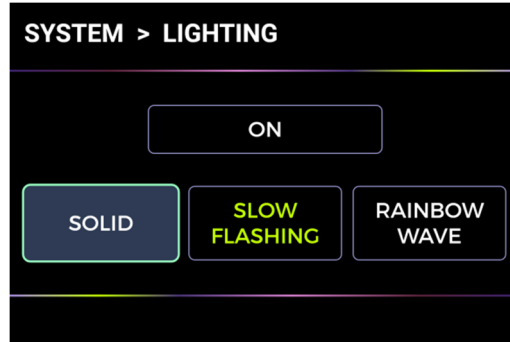 SYSTEM > LIGHTING
ON
SOLID
SLOW
FLASHING
RAINBOW
WAVE